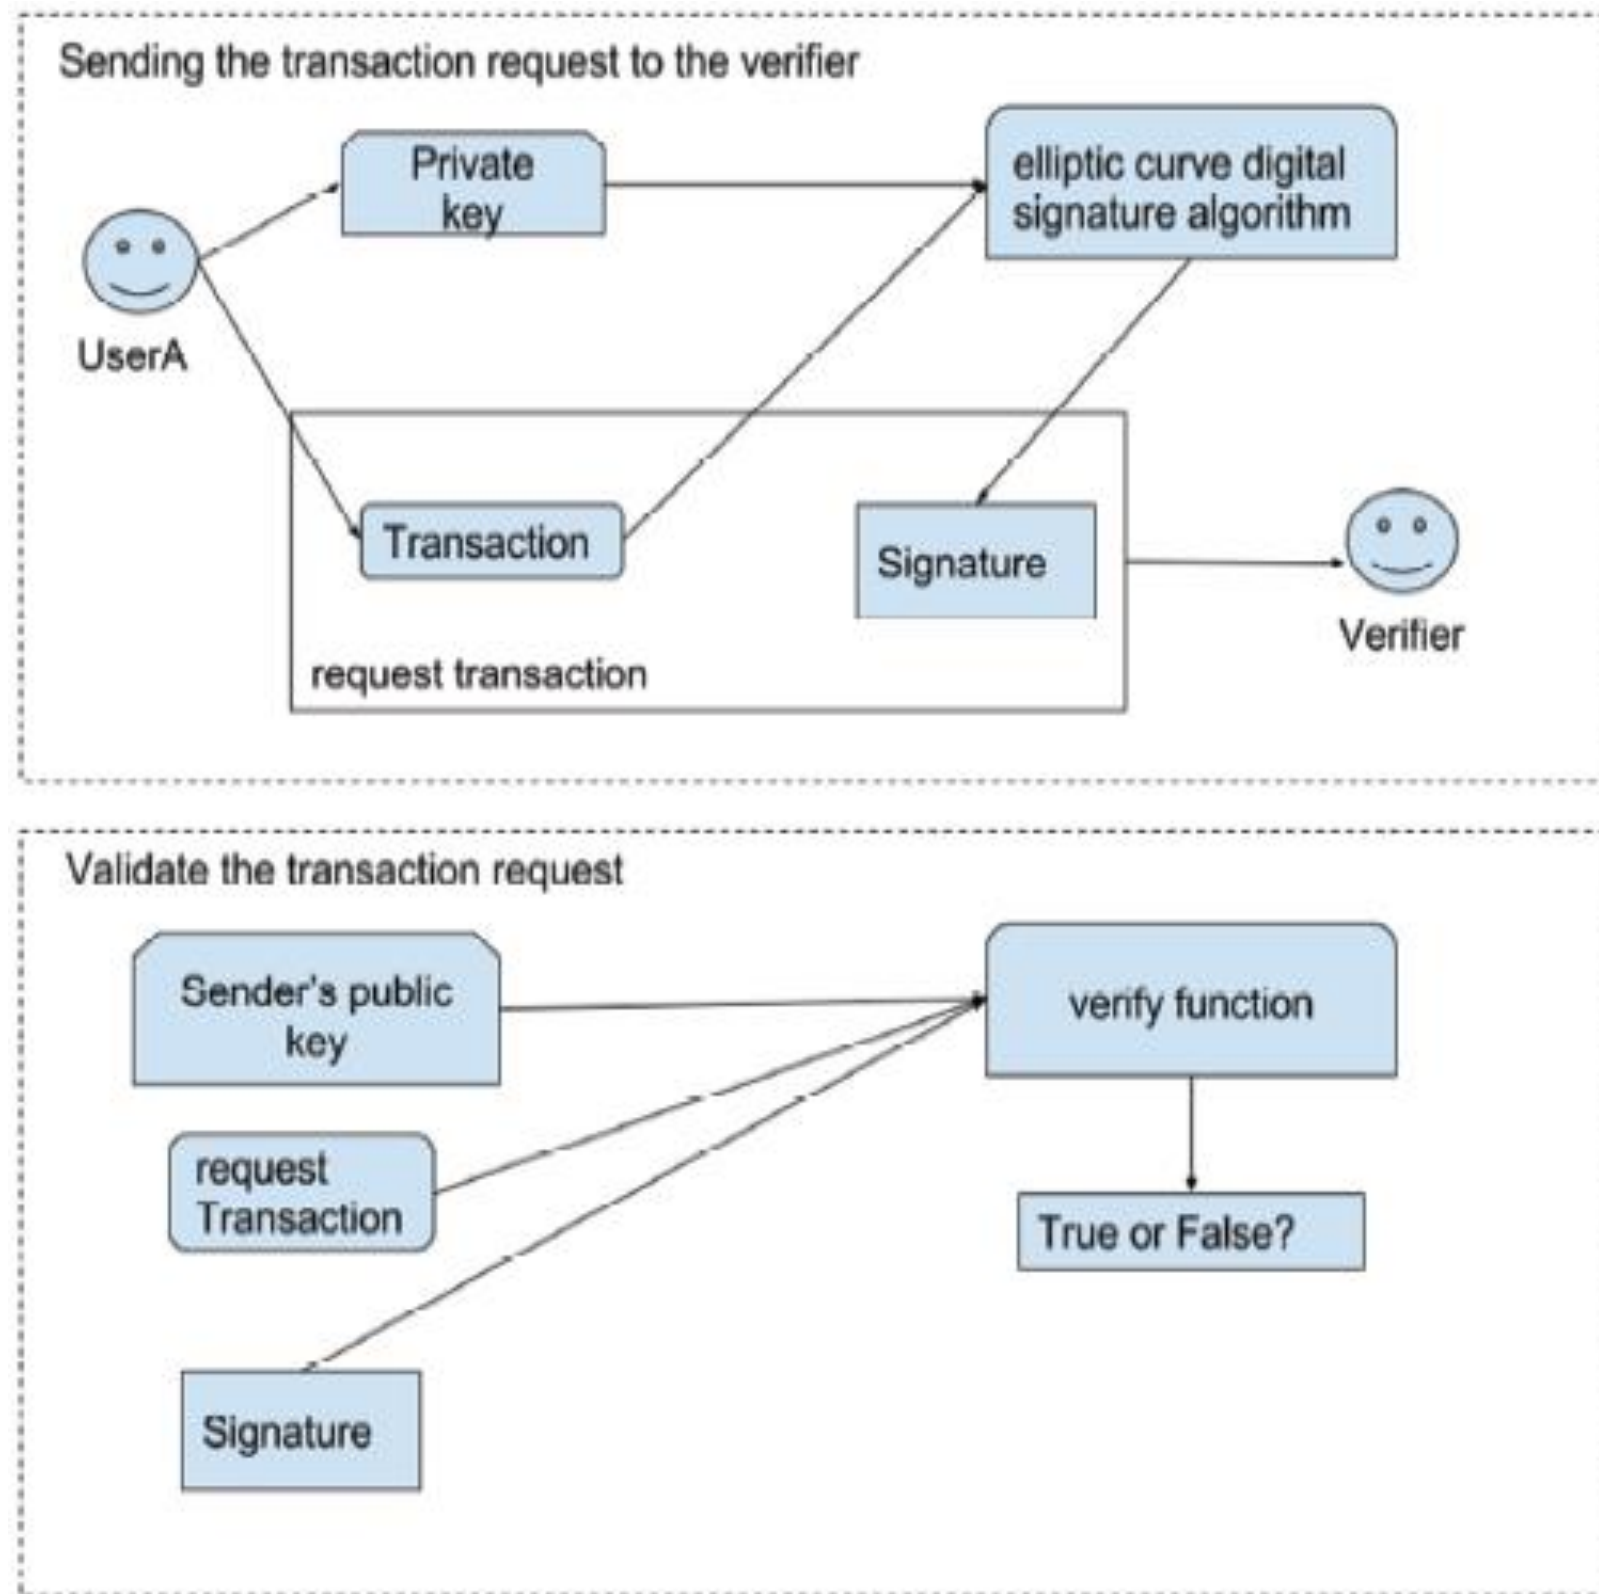 Sending the transaction request to the verifier
Private
key
elliptic curve digital
signature algorithm
UserA
Transaction
Signature
Verifier
request transaction
Validate the transaction request
Sender's public
key
verify function
request
Transaction
True or False?
Signature